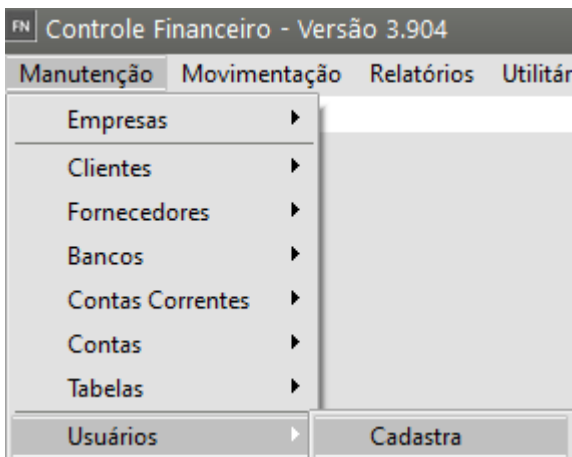 FN Controle Financeiro - Versão 3.904
Manutenção Movimentação Relatórios
Empresas
Clientes
Fornecedores
Bancos
Contas Correntes
Contas
Tabelas
Usuários Cadastra